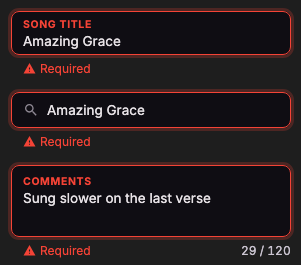 SONG TITLE
Amazing Grace
Required
Amazing Grace
Required
COMMENTS
Sung slower on the last verse
Required 29 / 120